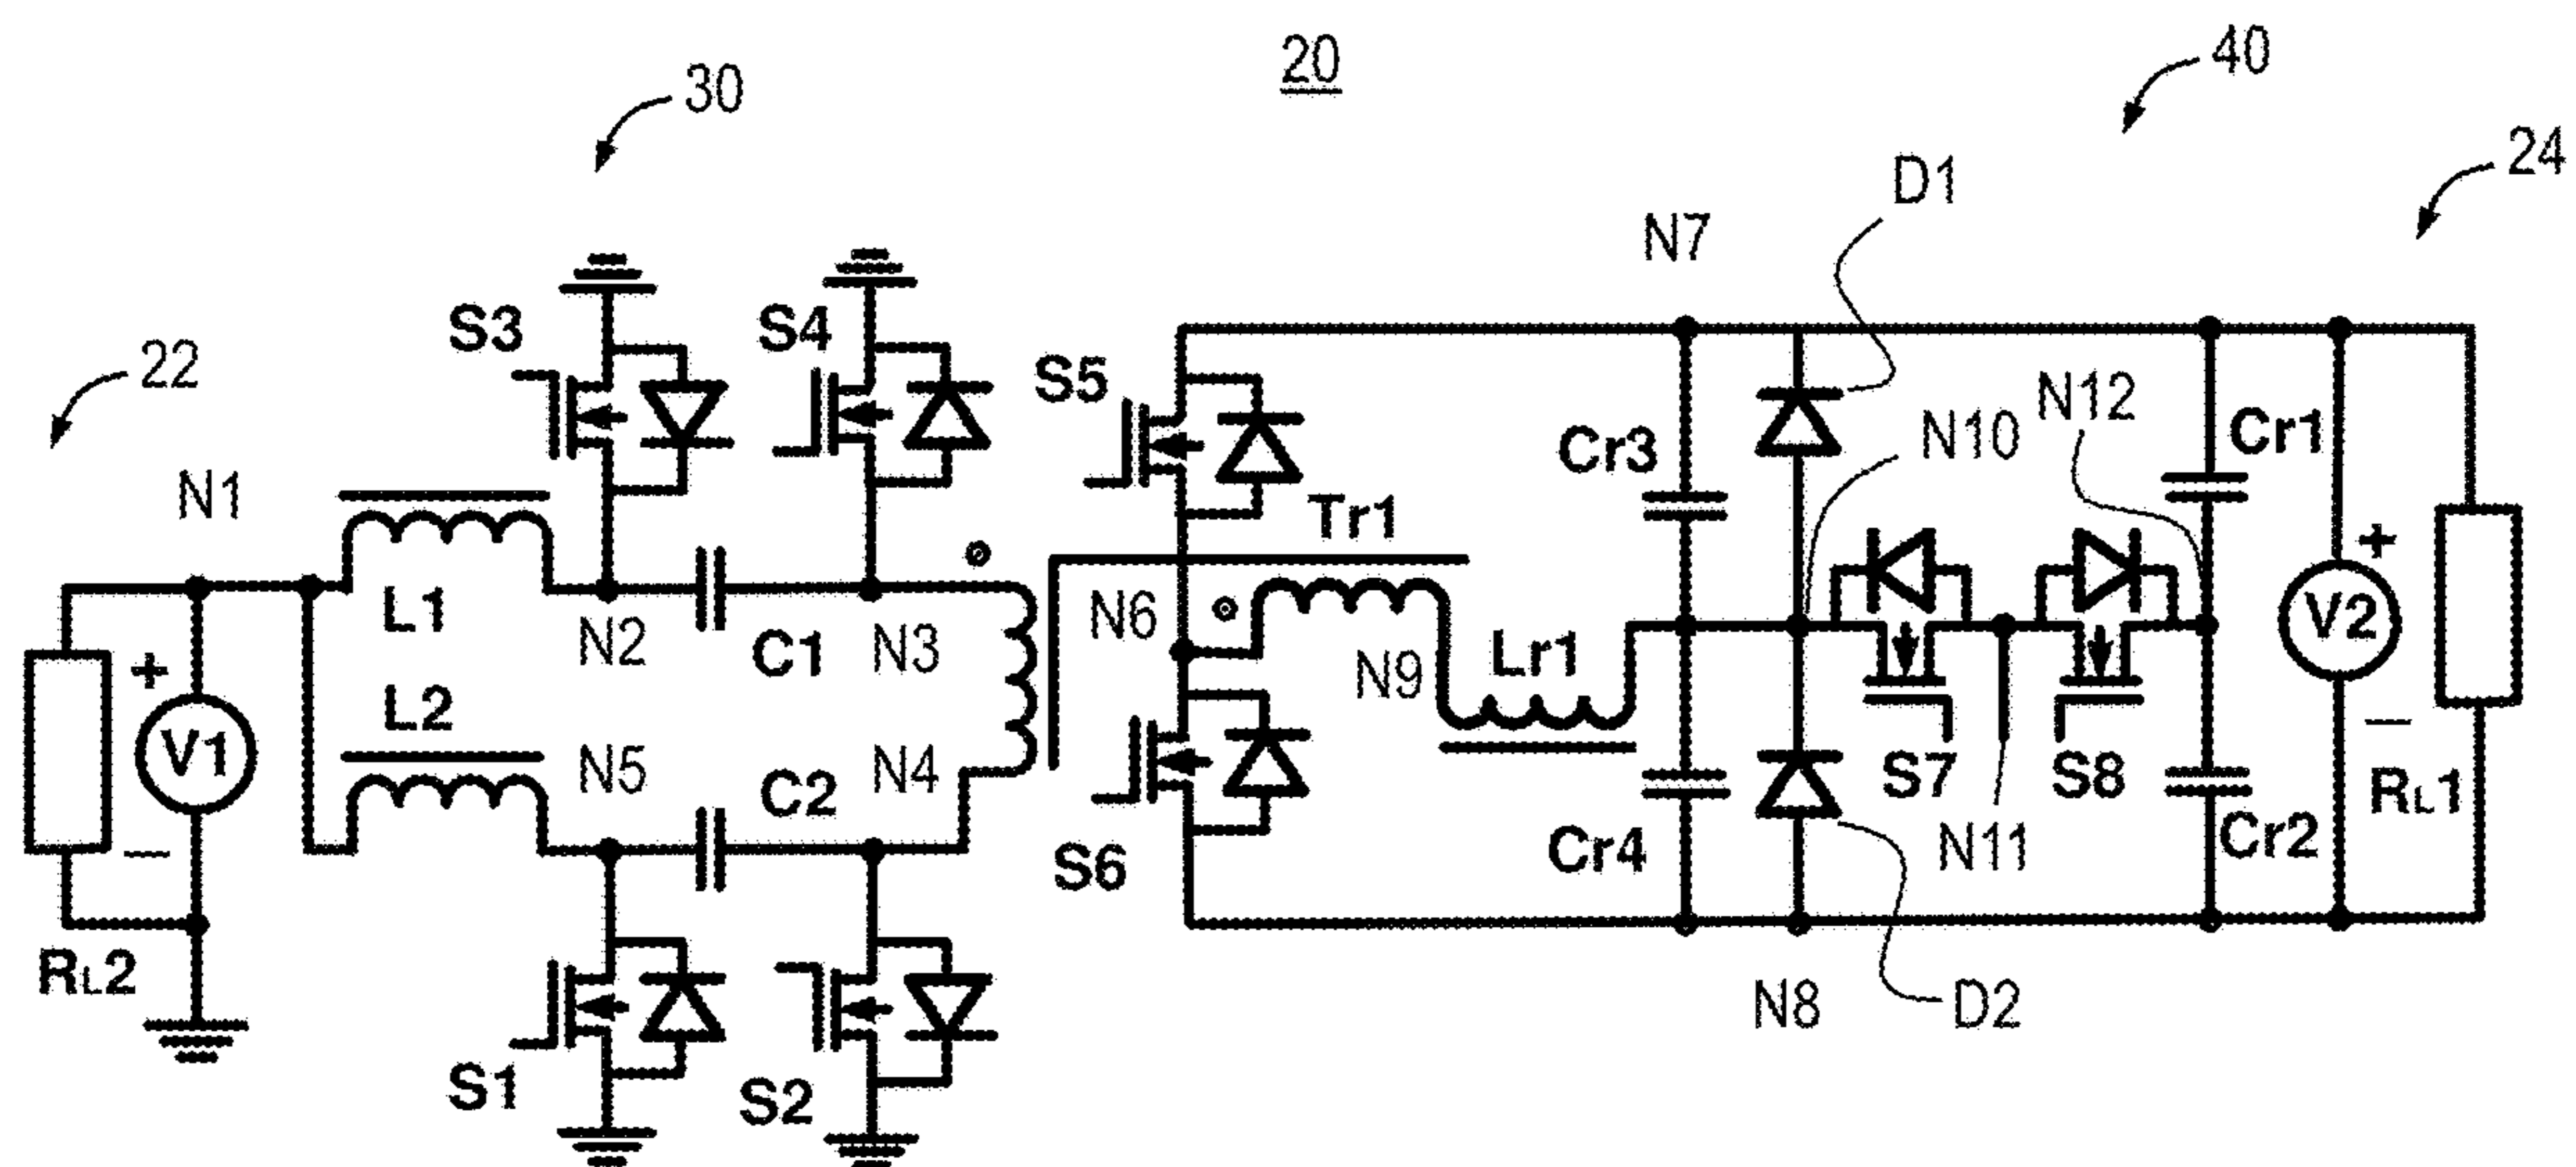 20
40
30
24
D1
N7
S3
S4
22
S5
N12
Cr1
N10
Cr3
N1
Tr1
L1
N2
C1
N3
N6
N9
Lr1
V2
+
+
L2
V1
N5
C2
N4
S7
S8
RL1
−
−
N11
Cr2
Cr4
S6
RL2
S1
S2
N8
D2